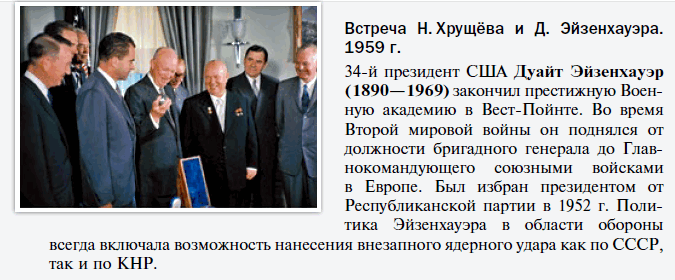 Встреча Н. Хрущёва и Д. Эйзенхауэра.
1959 г.
34-й президент США Дуайт Эйзенхауэр
(1890—1969) закончил престижную Воен-
ную академию в Вест-Пойнте. Во время
Второй мировой войны он поднялся от
должности бригадного генерала до Глав-
нокомандующего союзными войсками
в Европе. Был избран президентом от
Республиканской партии в 1952 г. Поли-
тика Эйзенхауэра в области обороны
всегда включала возможность нанесения внезапного ядерного удара как по СССР,
так и по КНР.